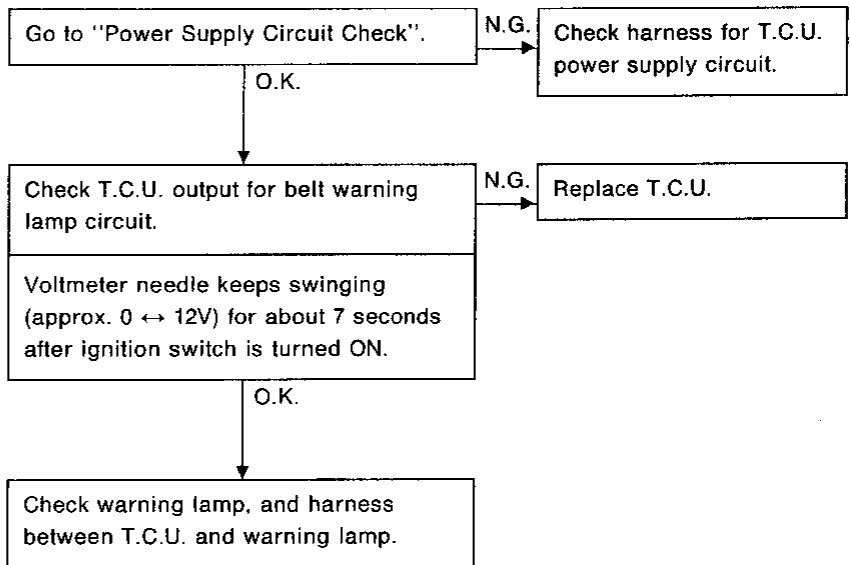 Go to "Power Supply Circuit Check".
N.G.
Check harness for T.C.U.
power supply circuit.
O.K.
Check T.C.U. output for belt warning
lamp circuit.
N.G.
Replace T.C.U.
Voltmeter needle keeps swinging
(approx. 0 ↔ 12V) for about 7 seconds
after ignition switch is turned ON.
O.K.
Check warning lamp, and harness
between T.C.U. and warning lamp.